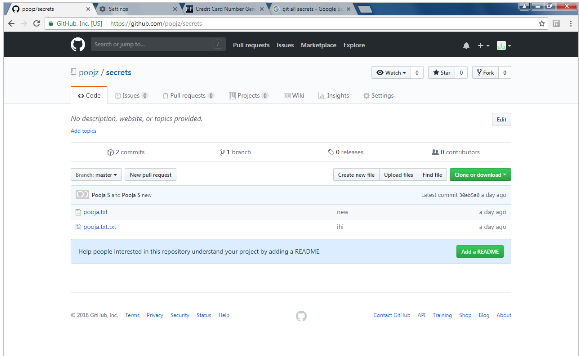 poojz/secrets
Settings
Credit Card Number Gen
git all secrets - Google S
GitHub, Inc. [US] https://github.com/poojz/secrets
Search or jump to... / Pull requests Issues Marketplace Explore
poojz / secrets
Watch 0 Star 0 Fork 0
Code Issues 0 Pull requests 0 Projects 0 Wiki Insights Settings
No description, website, or topics provided. Edit
Add topics
2 commits 1 branch 0 releases 0 contributors
Branch: master New pull request Create new file Upload files Find file Clone or download
Pooja S and Pooja S new Latest commit a day ago
pooja.txt new a day ago
pooja.txt.txt ihi a day ago
Help people interested in this repository understand your project by adding a README. Add a README
© 2018 GitHub, Inc. Terms Privacy Security Status Help Contact GitHub API Training Shop Blog About